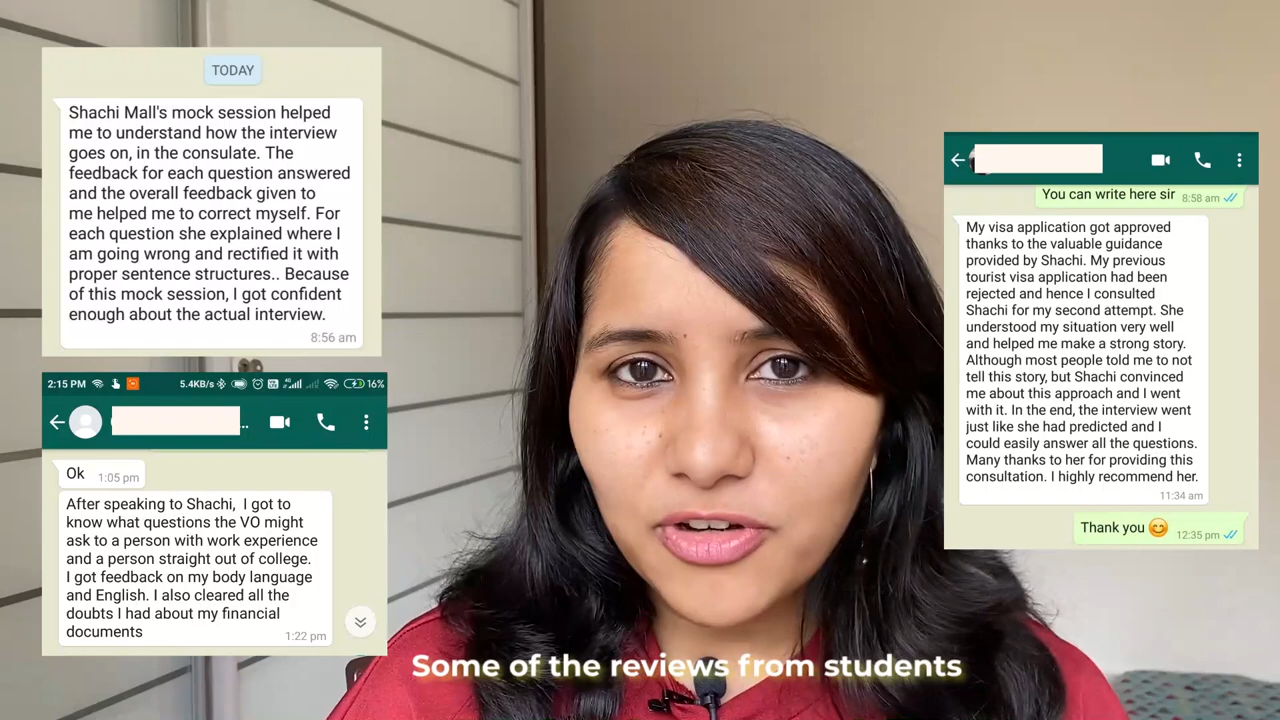 TODAY
Shachi Mall's mock session helped
me to understand how the interview
goes on, in the consulate. The
feedback for each question answered
and the overall feedback given to
me helped me to correct myself. For
each question she explained where I
am going wrong and rectified it with
proper sentence structures.. Because
of this mock session, I got confident
enough about the actual interview.
8:56 am
2:15 PM 5.4KB/s 16%
...
Ok 1:05 pm
After speaking to Shachi, I got to
know what questions the VO might
ask to a person with work experience
and a person straight out of college.
I got feedback on my body language
and English. I also cleared all the
doubts I had about my financial
documents 1:22 pm
You can write here sir 8:58 am
My visa application got approved
thanks to the valuable guidance
provided by Shachi. My previous
tourist visa application had been
rejected and hence I consulted
Shachi for my second attempt. She
understood my situation very well
and helped me make a strong story.
Although most people told me to not
tell this story, but Shachi convinced
me about this approach and I went
with it. In the end, the interview went
just like she had predicted and I
could easily answer all the questions.
Many thanks to her for providing this
consultation. I highly recommend her.
11:34 am
Thank you 😊 12:35 pm
Some of the reviews from students